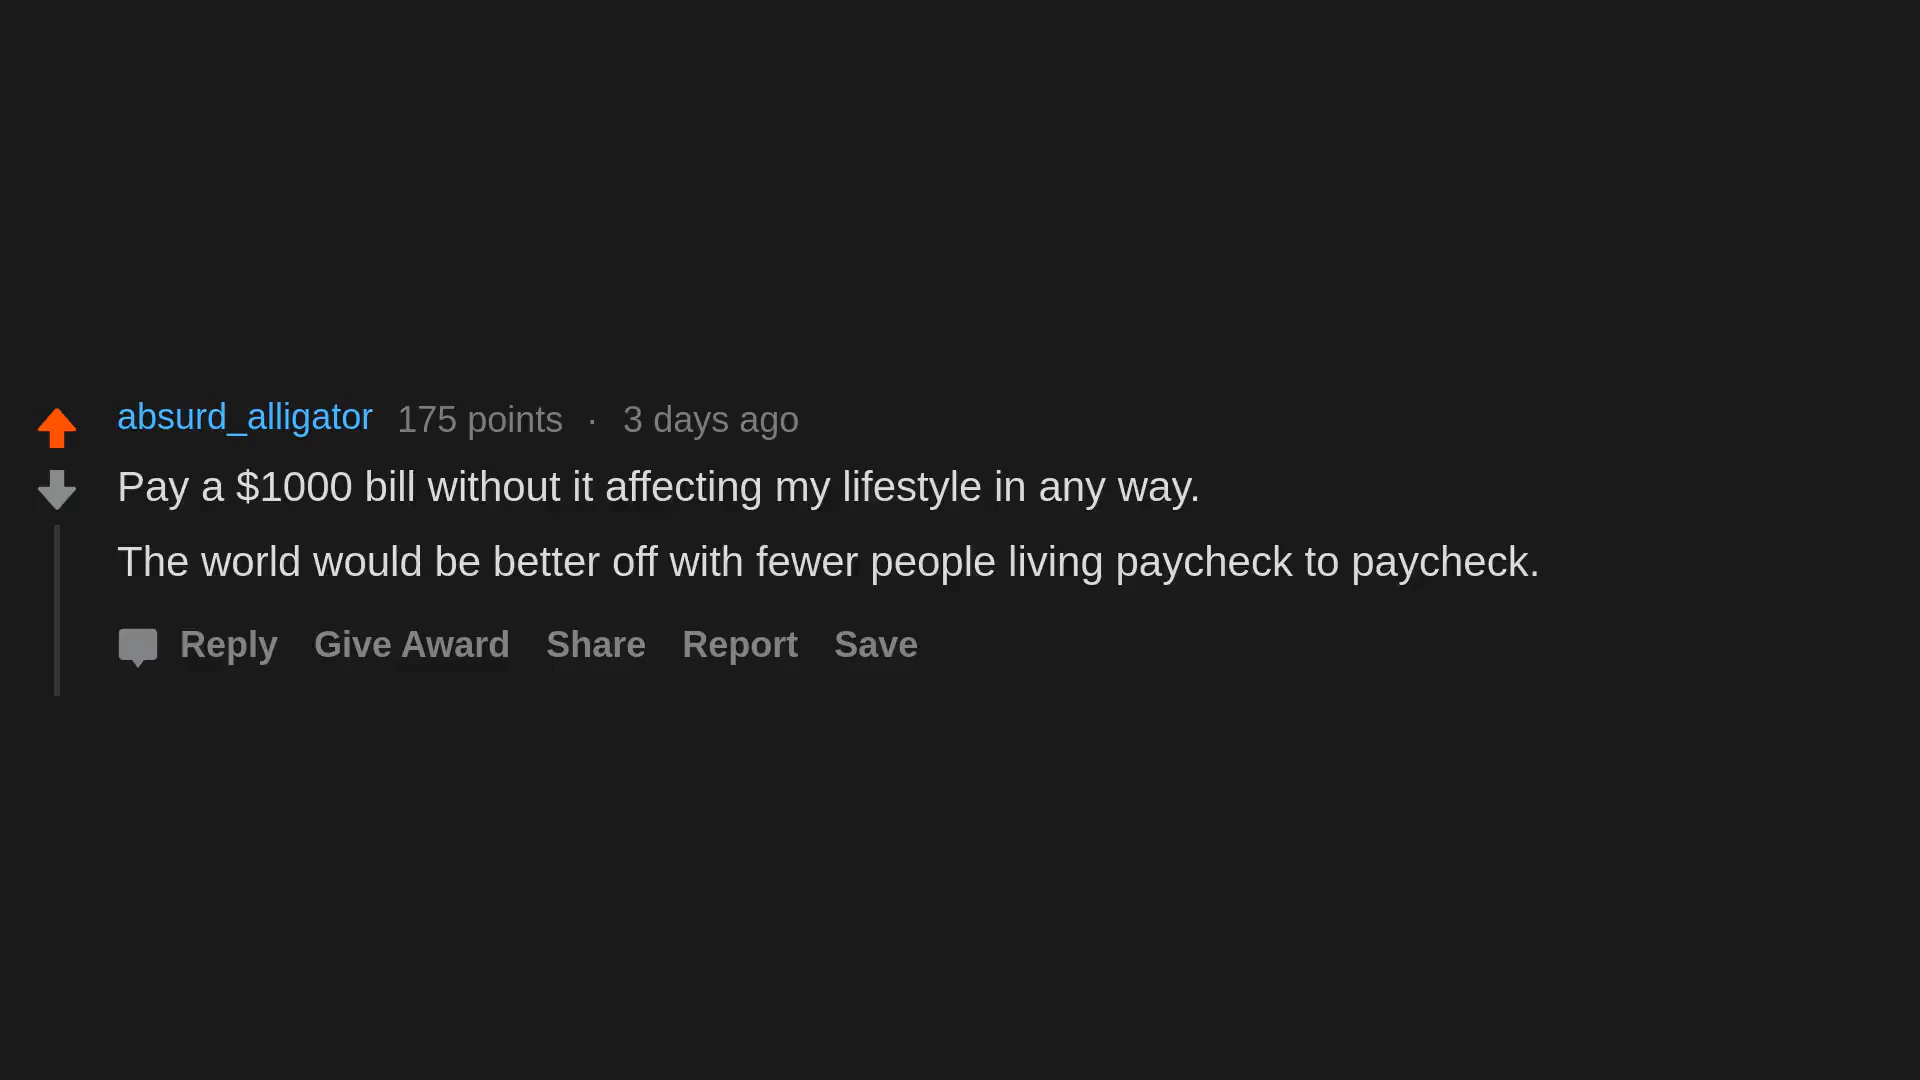 absurd_alligator 175 points · 3 days ago
Pay a $1000 bill without it affecting my lifestyle in any way.
The world would be better off with fewer people living paycheck to paycheck.
Reply Give Award Share Report Save